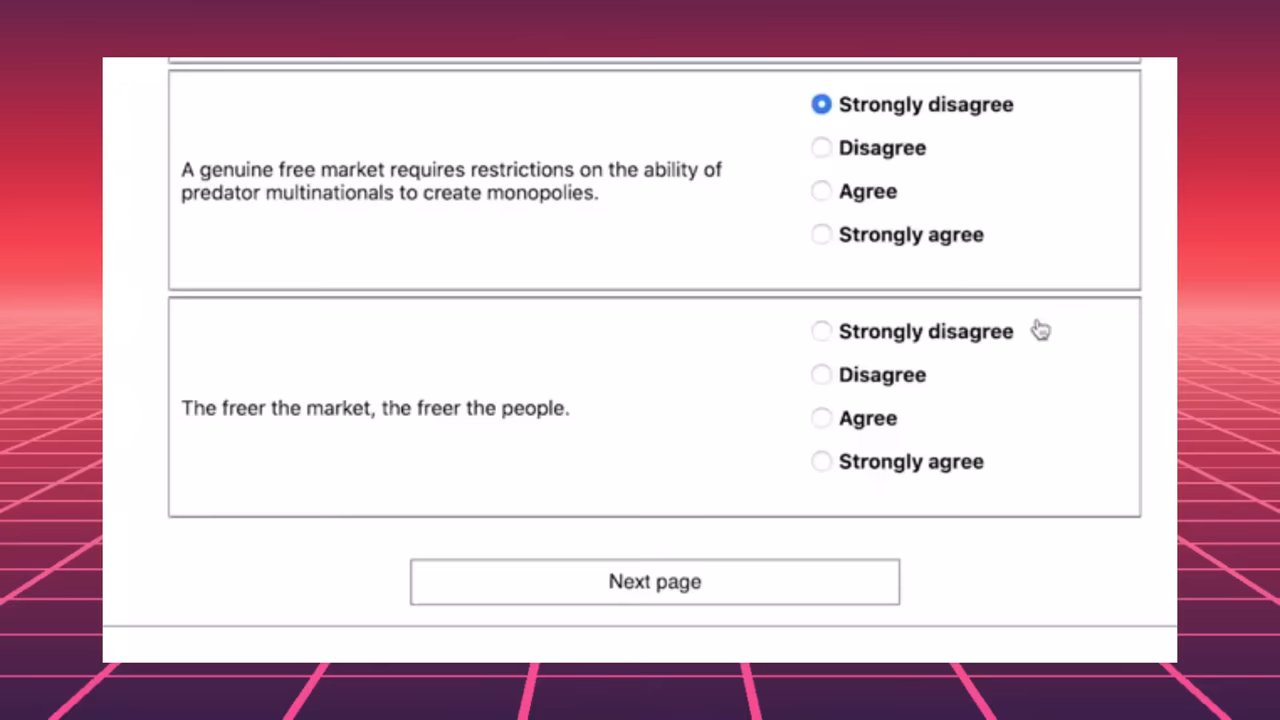 A genuine free market requires restrictions on the ability of
predator multinationals to create monopolies.
Strongly disagree
Disagree
Agree
Strongly agree
The freer the market, the freer the people.
Strongly disagree
Disagree
Agree
Strongly agree
Next page